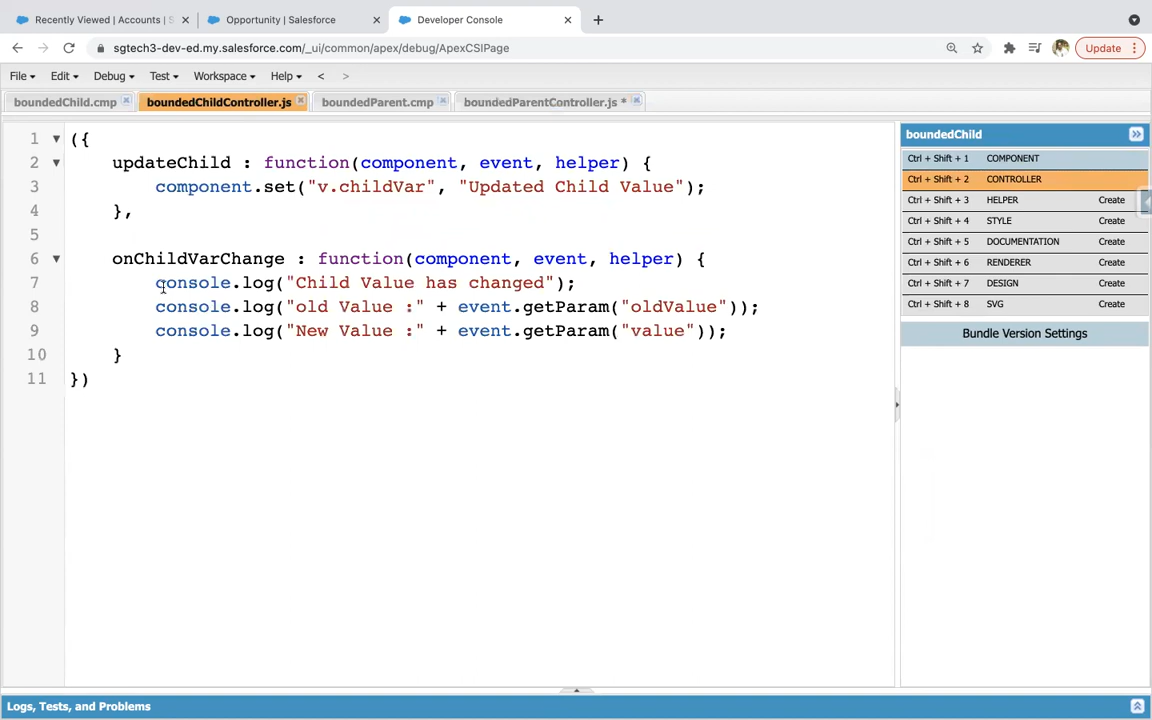 Recently Viewed | Accounts | S
Opportunity | Salesforce
Developer Console
sgtech3-dev-ed.my.salesforce.com/_ui/common/apex/debug/ApexCSIPage
Update
File Edit Debug Test Workspace Help < >
boundedChild.cmp
boundedChildController.js
boundedParent.cmp
boundedParentController.js *
1 ({
2 updateChild : function(component, event, helper) {
3 component.set("v.childVar", "Updated Child Value");
4 },
5
6 onChildVarChange : function(component, event, helper) {
7 console.log("Child Value has changed");
8 console.log("old Value :" + event.getParam("oldValue"));
9 console.log("New Value :" + event.getParam("value"));
10 }
11 })
boundedChild
Ctrl + Shift + 1 COMPONENT
Ctrl + Shift + 2 CONTROLLER
Ctrl + Shift + 3 HELPER Create
Ctrl + Shift + 4 STYLE Create
Ctrl + Shift + 5 DOCUMENTATION Create
Ctrl + Shift + 6 RENDERER Create
Ctrl + Shift + 7 DESIGN Create
Ctrl + Shift + 8 SVG Create
Bundle Version Settings
Logs, Tests, and Problems